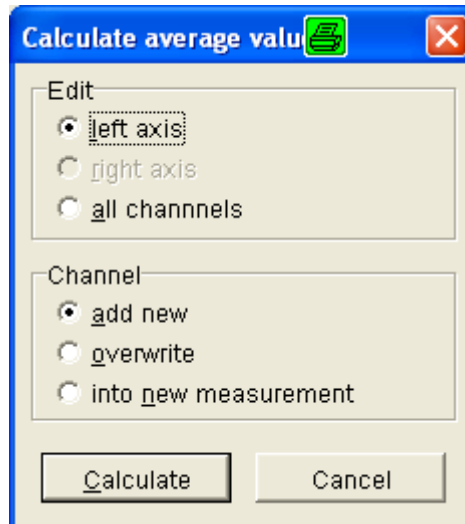 Calculate average valu
Edit
left axis
right axis
all channnels
Channel
add new
overwrite
into new measurement
Calculate
Cancel